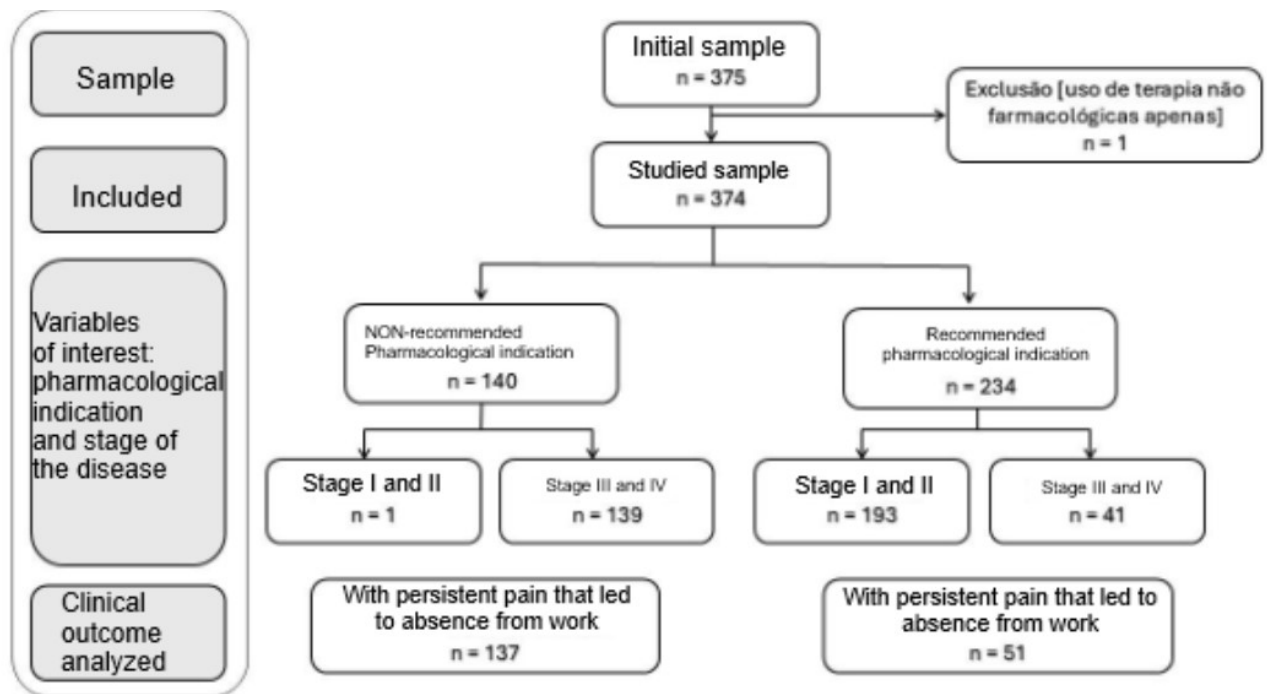 Sample
Included
Variables
of interest:
pharmacological
indication
and stage of
the disease
Clinical
outcome
analyzed
Initial sample
n = 375
Exclusão [uso de terapia não
farmacológicas apenas]
n = 1
Studied sample
n = 374
NON-recommended
Pharmacological indication
n = 140
Recommended
pharmacological indication
n = 234
Stage I and II
n = 1
Stage III and IV
n = 139
Stage I and II
n = 193
Stage III and IV
n = 41
With persistent pain that led
to absence from work
n = 137
With persistent pain that led to
absence from work
n = 51